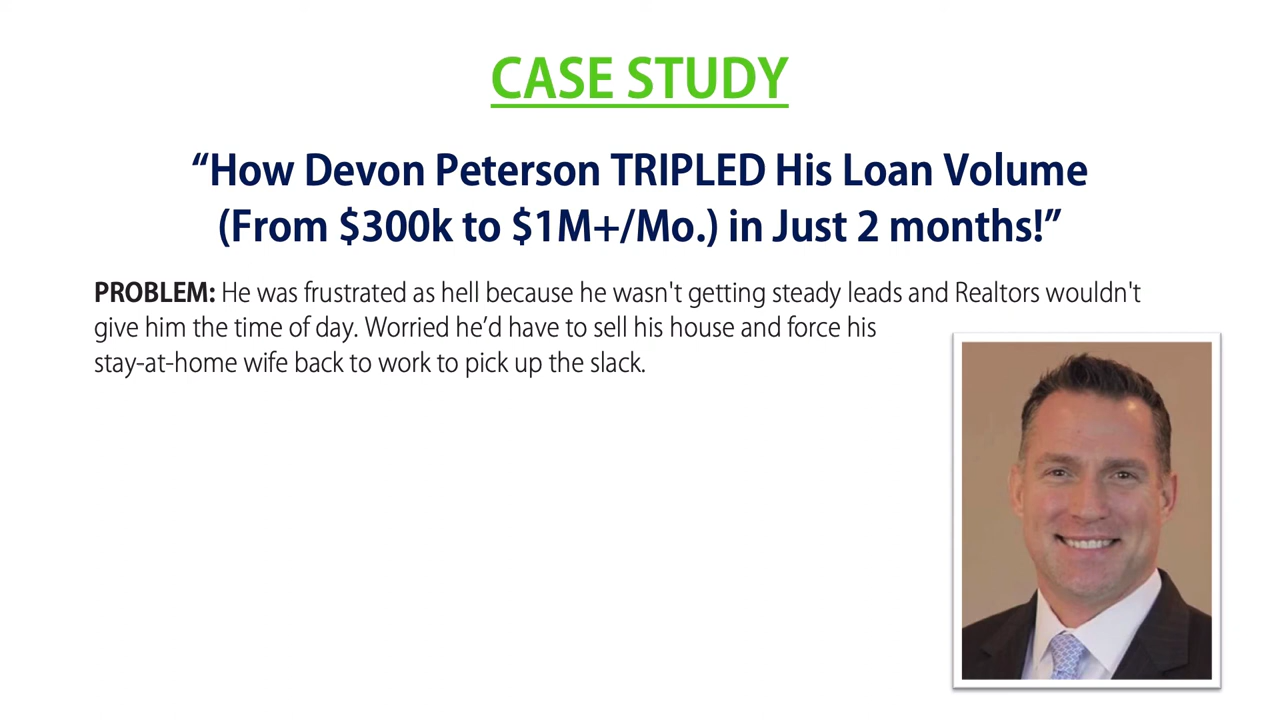 CASE STUDY
“How Devon Peterson TRIPLED His Loan Volume
(From $300k to $1M+/Mo.) in Just 2 months!”
PROBLEM: He was frustrated as hell because he wasn't getting steady leads and Realtors wouldn't
give him the time of day. Worried he’d have to sell his house and force his
stay-at-home wife back to work to pick up the slack.